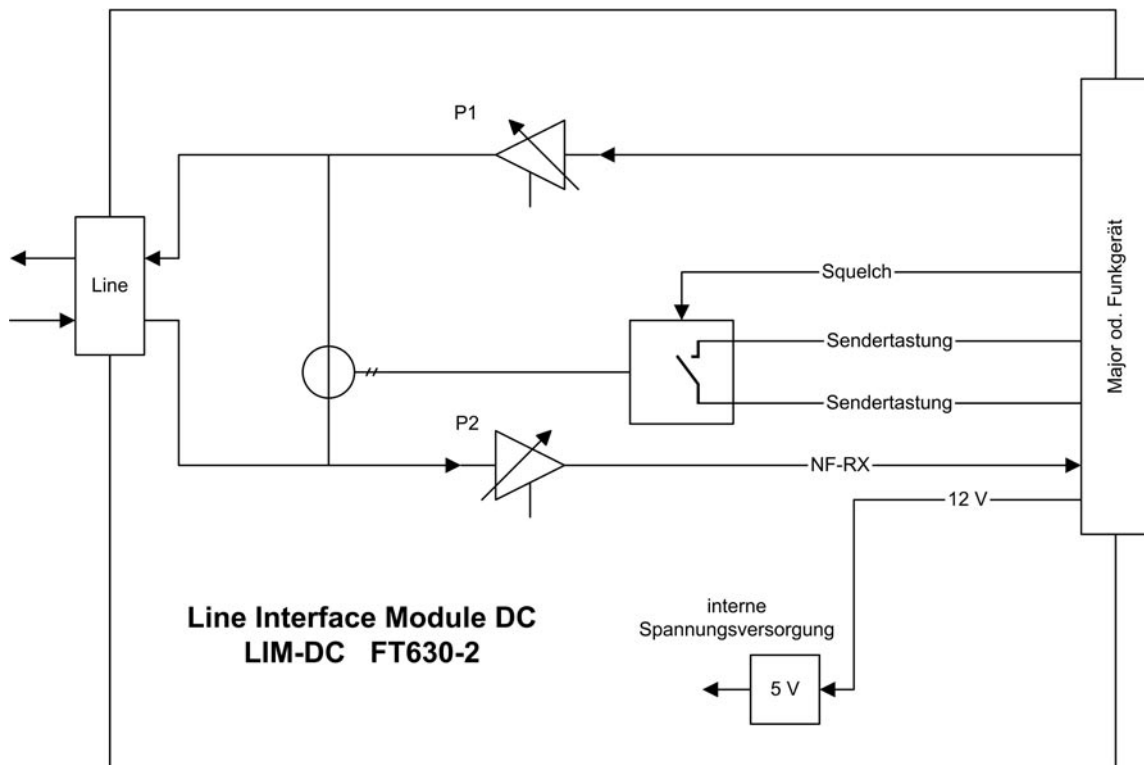 P1
Line
Squelch
Sendertastung
Sendertastung
P2
NF-RX
12 V
Major od. Funkgerät
Line Interface Module DC
LIM-DC FT630-2
interne
Spannungsversorgung
5 V